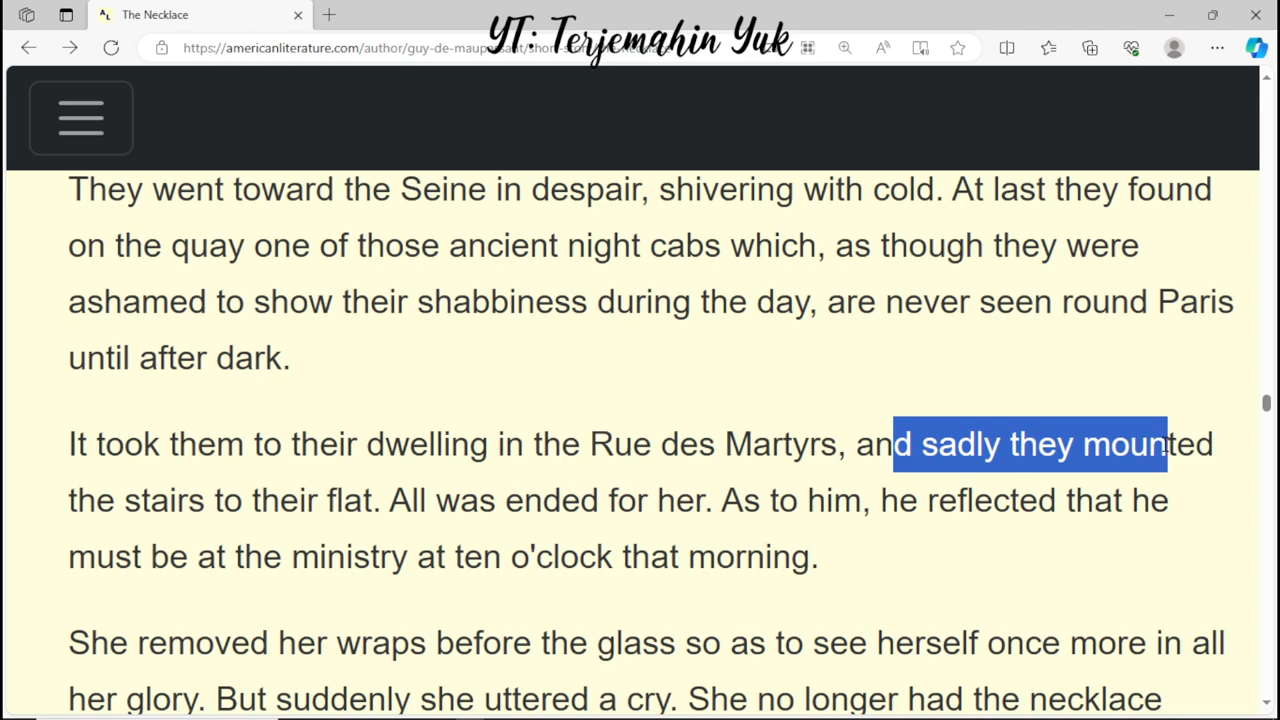 The Necklace
YT: Terjemahin Yuk
https://americanliterature.com/author/guy-de-maupassant/short-story/the-necklace
They went toward the Seine in despair, shivering with cold. At last they found
on the quay one of those ancient night cabs which, as though they were
ashamed to show their shabbiness during the day, are never seen round Paris
until after dark.
It took them to their dwelling in the Rue des Martyrs, and sadly they mounted
the stairs to their flat. All was ended for her. As to him, he reflected that he
must be at the ministry at ten o'clock that morning.
She removed her wraps before the glass so as to see herself once more in all
her glory. But suddenly she uttered a cry. She no longer had the necklace